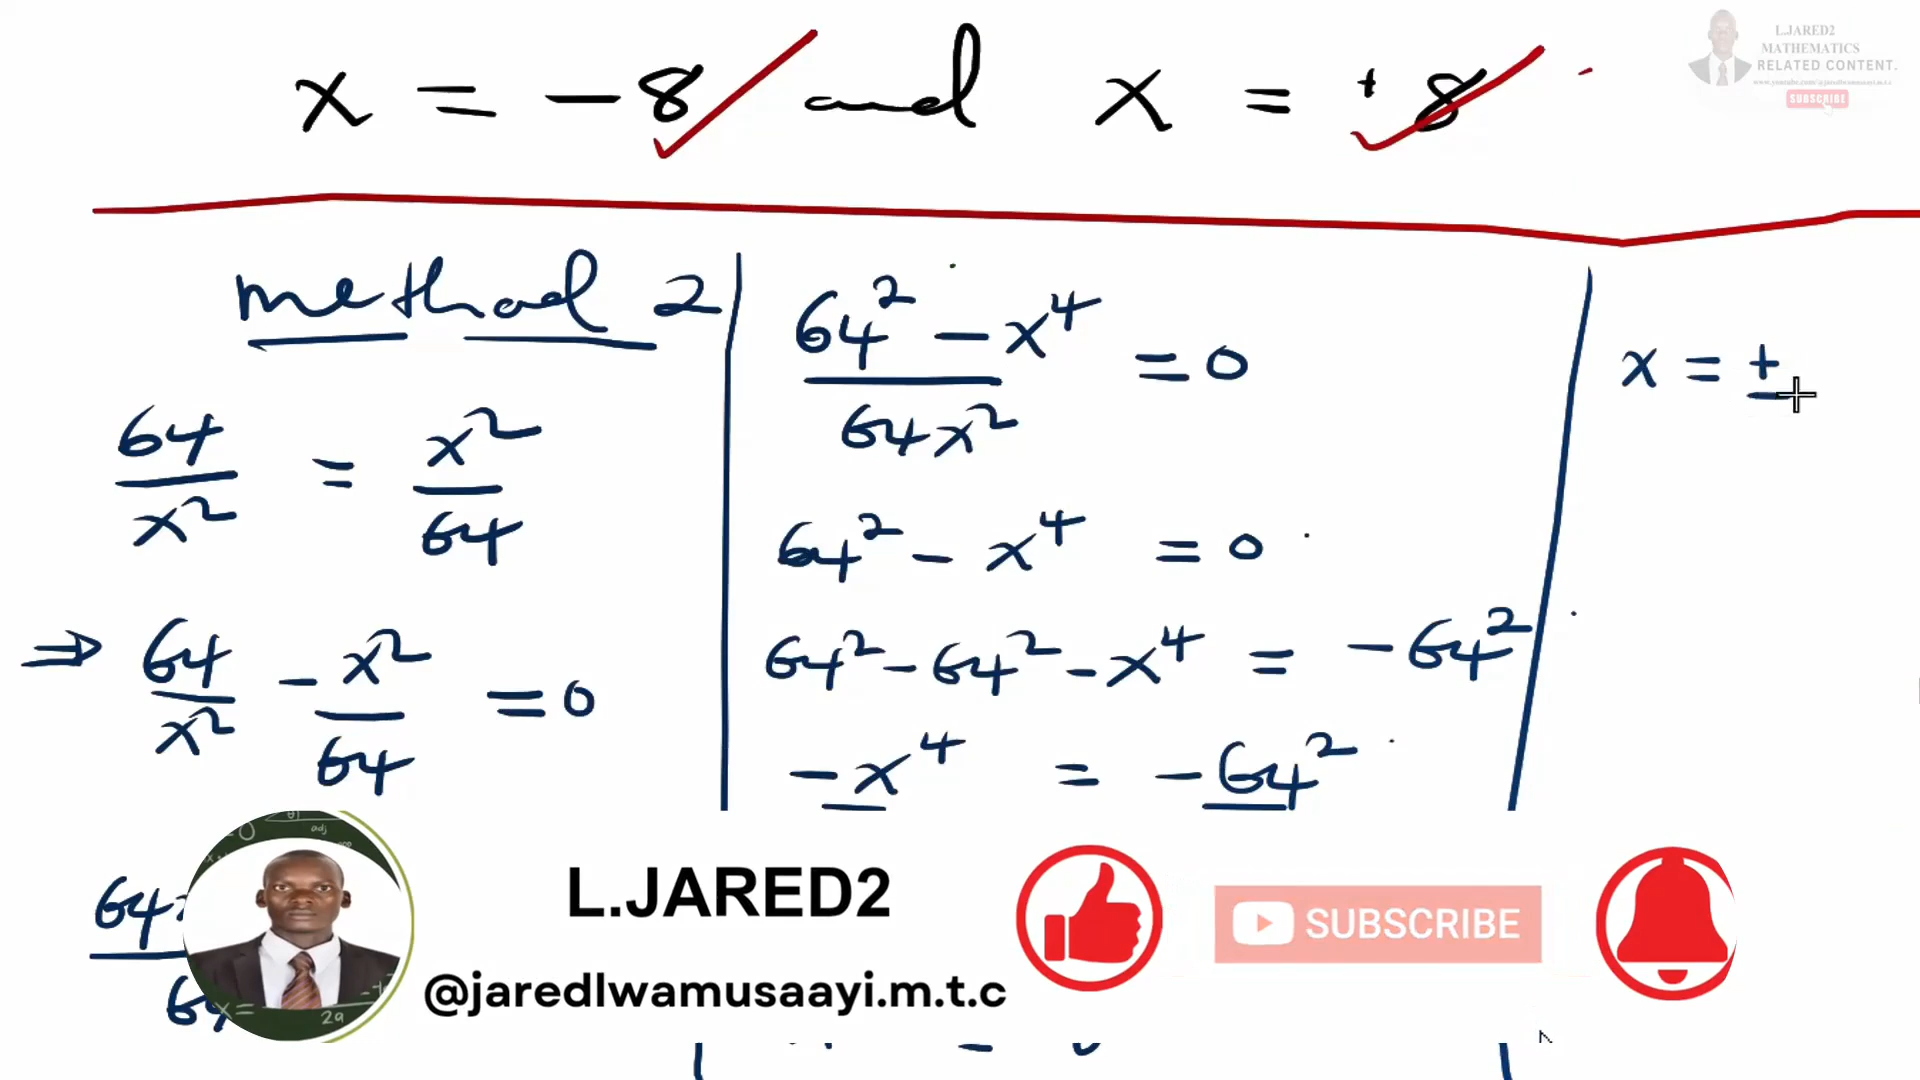 x = -8 and x = +8
L.JARED2
MATHEMATICS
RELATED CONTENT.
SUBSCRIBE
method 2
64/x² = x²/64
⇒ 64/x² - x²/64 = 0
64² - x⁴/64x² = 0
64² - x⁴ = 0
64² - 64² - x⁴ = -64²
-x⁴ = -64²
x = ±
L.JARED2
@jaredlwamusaayi.m.t.c
SUBSCRIBE